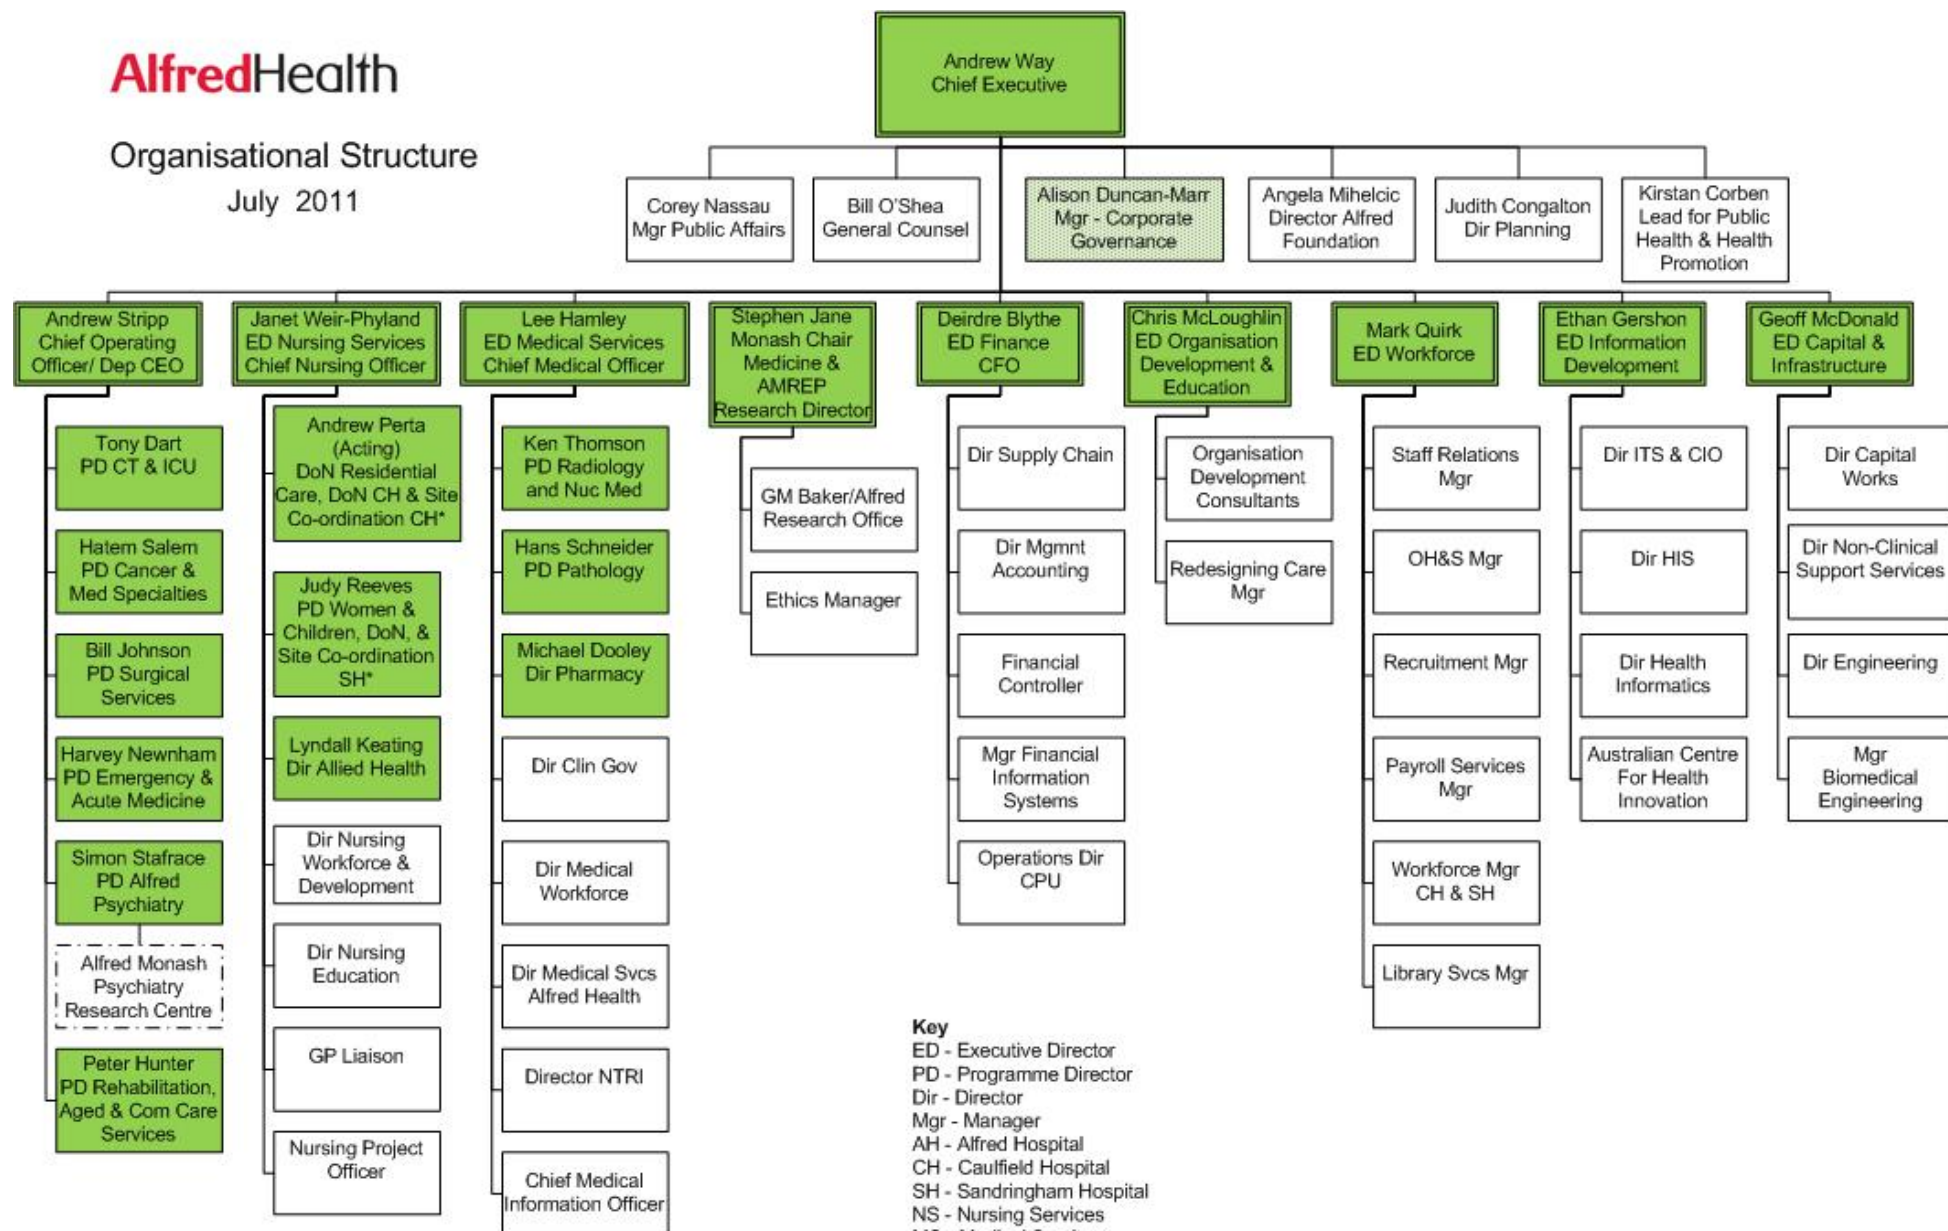 AlfredHealth
Organisational Structure
July 2011
Andrew Way
Chief Executive
Corey Nassau
Mgr Public Affairs
Bill O'Shea
General Counsel
Alison Duncan-Marr
Mgr - Corporate
Governance
Angela Mihelcic
Director Alfred
Foundation
Judith Congalton
Dir Planning
Kirstan Corben
Lead for Public
Health & Health
Promotion
Andrew Stripp
Chief Operating
Officer/ Dep CEO
Janet Weir-Phyland
ED Nursing Services
Chief Nursing Officer
Lee Hamley
ED Medical Services
Chief Medical Officer
Stephen Jane
Monash Chair
Medicine &
AMREP
Research Director
Deirdre Blythe
ED Finance
CFO
Chris McLoughlin
ED Organisation
Development &
Education
Mark Quirk
ED Workforce
Ethan Gershon
ED Information
Development
Geoff McDonald
ED Capital &
Infrastructure
Tony Dart
PD CT & ICU
Hatem Salem
PD Cancer &
Med Specialties
Bill Johnson
PD Surgical
Services
Harvey Newnham
PD Emergency &
Acute Medicine
Simon Stafrace
PD Alfred
Psychiatry
Alfred Monash
Psychiatry
Research Centre
Peter Hunter
PD Rehabilitation,
Aged & Com Care
Services
Andrew Perta
(Acting)
DoN Residential
Care, DoN CH & Site
Co-ordination CH*
Judy Reeves
PD Women &
Children, DoN, &
Site Co-ordination
SH*
Lyndall Keating
Dir Allied Health
Dir Nursing
Workforce &
Development
Dir Nursing
Education
GP Liaison
Nursing Project
Officer
Ken Thomson
PD Radiology
and Nuc Med
Hans Schneider
PD Pathology
Michael Dooley
Dir Pharmacy
Dir Clin Gov
Dir Medical
Workforce
Dir Medical Svcs
Alfred Health
Director NTRI
Chief Medical
Information Officer
GM Baker/Alfred
Research Office
Ethics Manager
Dir Supply Chain
Dir Mgmnt
Accounting
Financial
Controller
Mgr Financial
Information
Systems
Operations Dir
CPU
Organisation
Development
Consultants
Redesigning Care
Mgr
Staff Relations
Mgr
OH&S Mgr
Recruitment Mgr
Payroll Services
Mgr
Workforce Mgr
CH & SH
Library Svcs Mgr
Dir ITS & CIO
Dir HIS
Dir Health
Informatics
Australian Centre
For Health
Innovation
Dir Capital
Works
Dir Non-Clinical
Support Services
Dir Engineering
Mgr
Biomedical
Engineering
Key
ED - Executive Director
PD - Programme Director
Dir - Director
Mgr - Manager
AH - Alfred Hospital
CH - Caulfield Hospital
SH - Sandringham Hospital
NS - Nursing Services